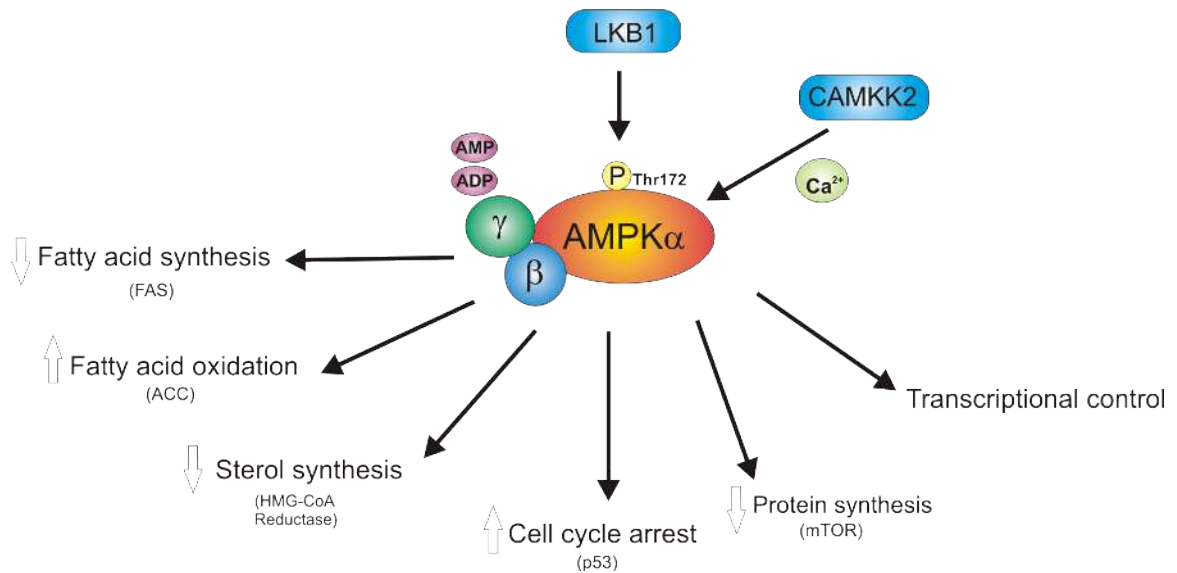 LKB1
CAMKK2
AMP
ADP
P Thr172
Ca²⁺
γ
AMPKα
β
Fatty acid synthesis
(FAS)
Fatty acid oxidation
(ACC)
Transcriptional control
Sterol synthesis
(HMG-CoA
Reductase)
Protein synthesis
(mTOR)
Cell cycle arrest
(p53)